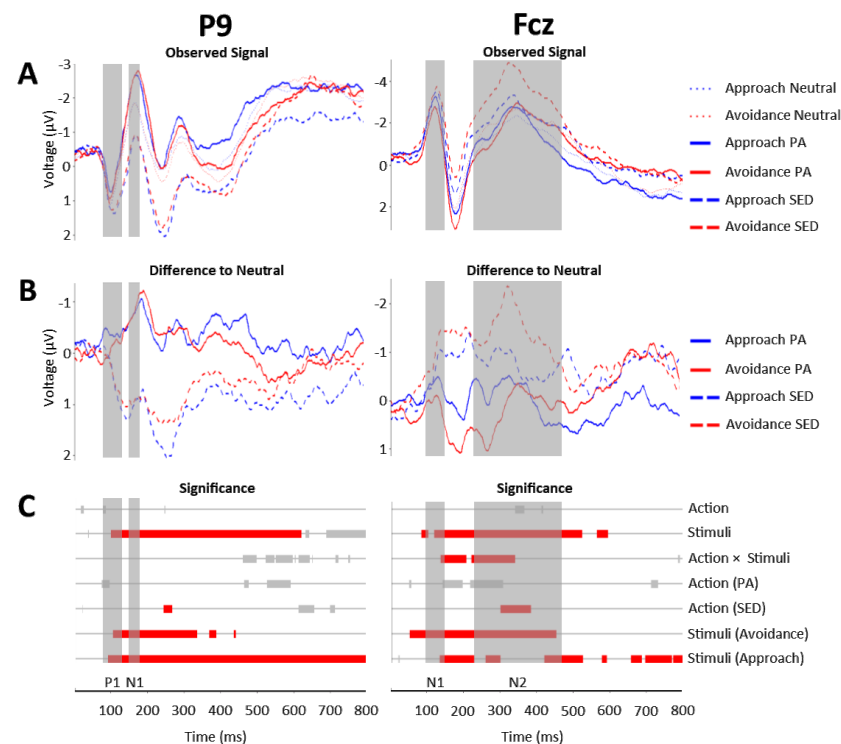 P9
Fcz
A
Observed Signal
Observed Signal
-3
-2
-1
0
1
2
Voltage (µV)
-4
-2
0
2
Approach Neutral
Avoidance Neutral
Approach PA
Avoidance PA
Approach SED
Avoidance SED
B
Difference to Neutral
Difference to Neutral
-1
0
1
2
Voltage (µV)
-2
-1
0
1
Approach PA
Avoidance PA
Approach SED
Avoidance SED
C
Significance
Significance
Action
Stimuli
Action × Stimuli
Action (PA)
Action (SED)
Stimuli (Avoidance)
Stimuli (Approach)
P1 N1
N1 N2
100 200 300 400 500 600 700 800
100 200 300 400 500 600 700 800
Time (ms)
Time (ms)